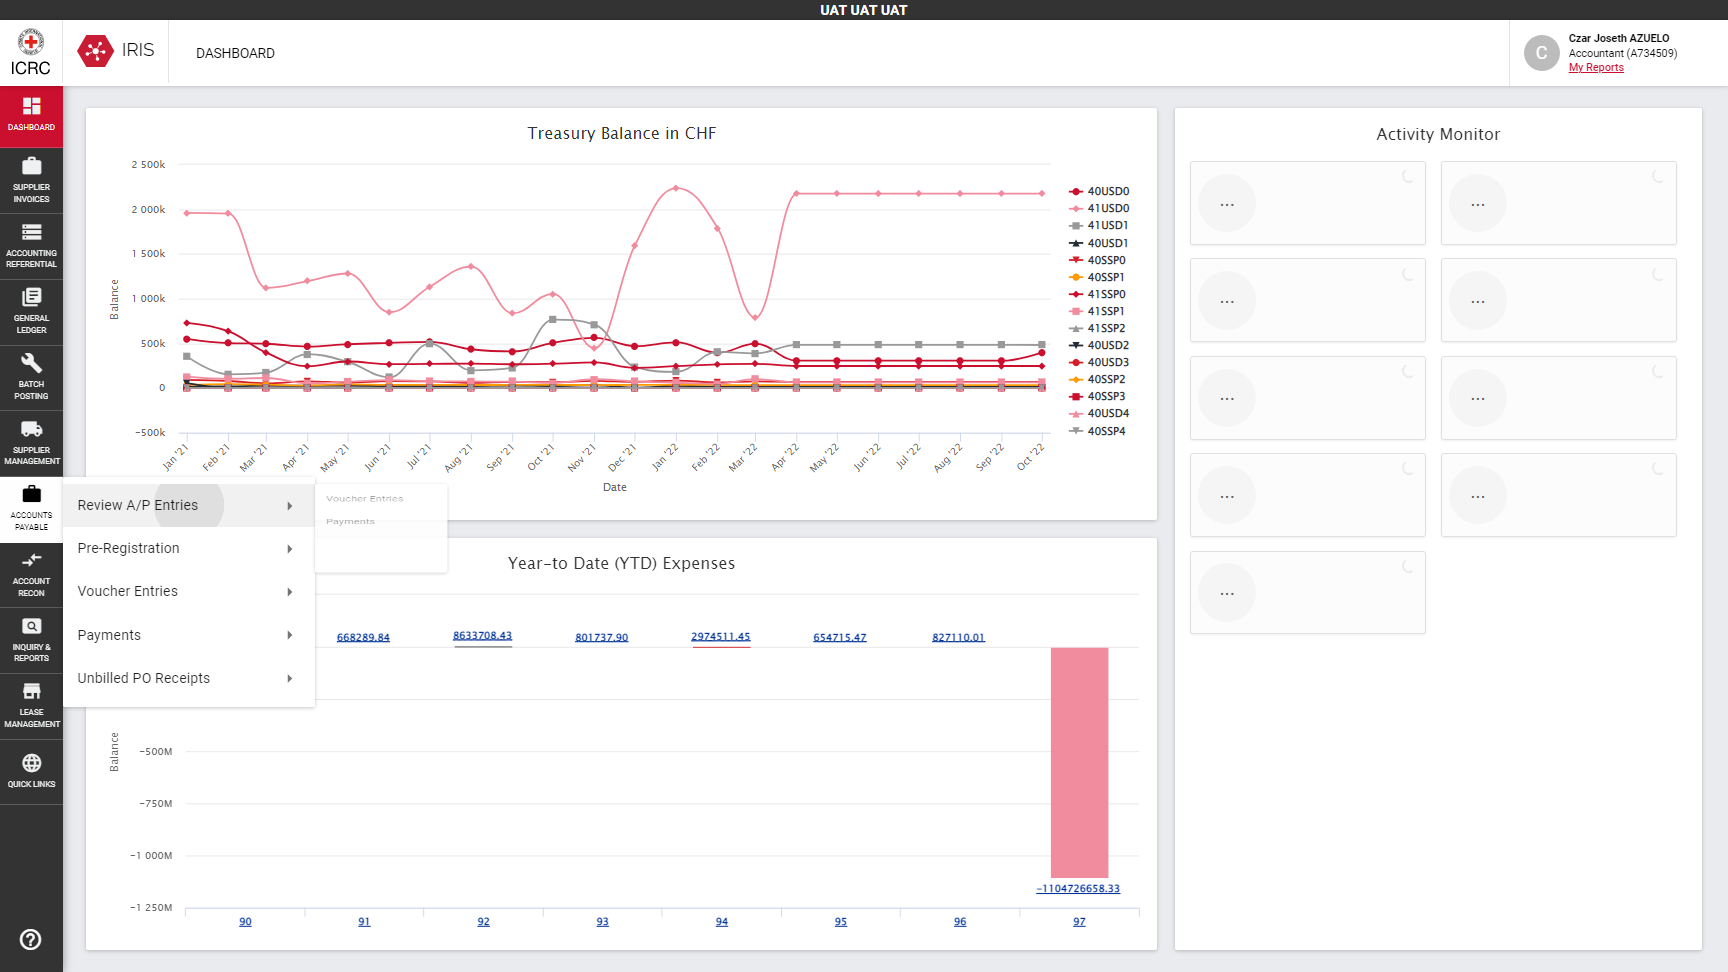 UAT UAT UAT
ICRC
IRIS
DASHBOARD
C
Czar Joseth AZUELO
Accountant (A734509)
My Reports
DASHBOARD
SUPPLIER
INVOICES
ACCOUNTING
REFERENTIAL
GENERAL
LEDGER
BATCH
POSTING
SUPPLIER
MANAGEMENT
ACCOUNTS
PAYABLE
ACCOUNT
RECON
INQUIRY &
REPORTS
LEASE
MANAGEMENT
QUICK LINKS
Review A/P Entries
Pre-Registration
Voucher Entries
Payments
Unbilled PO Receipts
Voucher Entries
Payments
Treasury Balance in CHF
Balance
2 500k
2 000k
1 500k
1 000k
500k
0
-500k
Jan '21
Feb '21
Mar '21
Apr '21
May '21
Jun '21
Jul '21
Aug '21
Sep '21
Oct '21
Nov '21
Dec '21
Jan '22
Feb '22
Mar '22
Apr '22
May '22
Jun '22
Jul '22
Aug '22
Sep '22
Oct '22
Date
40USD0
41USD0
41USD1
40USD1
40SSP0
40SSP1
41SSP0
41SSP1
41SSP2
40USD2
40USD3
40SSP2
40SSP3
40USD4
40SSP4
Year-to Date (YTD) Expenses
668289.84
8633708.43
801737.90
2974511.45
654715.47
827110.01
-1104726658.33
Balance
-500M
-750M
-1 000M
-1 250M
90
91
92
93
94
95
96
97
Activity Monitor
...
...
...
...
...
...
...
...
...